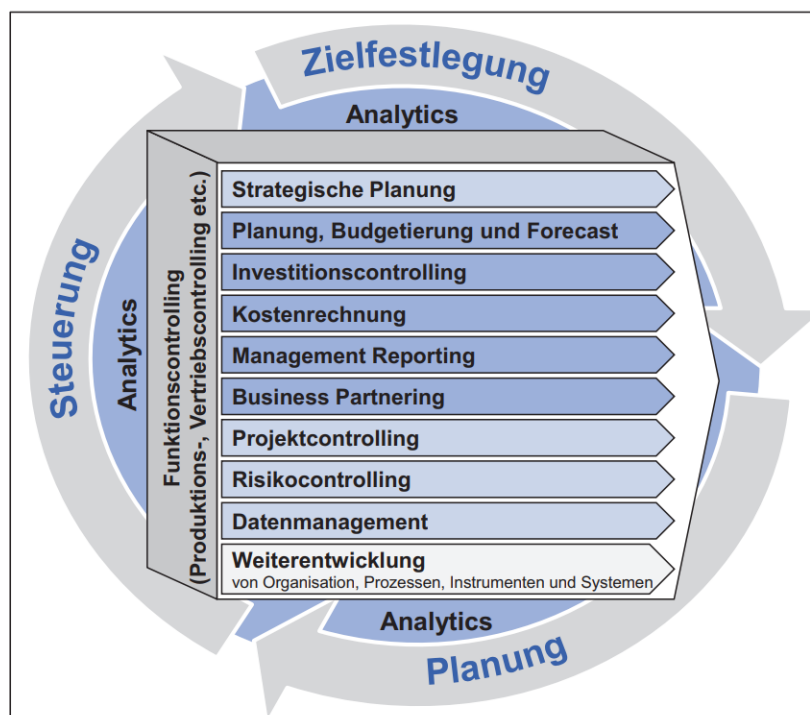 Zielfestlegung
Analytics
Steuerung
Analytics
Funktionscontrolling
(Produktions-, Vertriebscontrolling etc.)
Strategische Planung
Planung, Budgetierung und Forecast
Investitionscontrolling
Kostenrechnung
Management Reporting
Business Partnering
Projektcontrolling
Risikocontrolling
Datenmanagement
Weiterentwicklung
von Organisation, Prozessen, Instrumenten und Systemen
Analytics
Planung